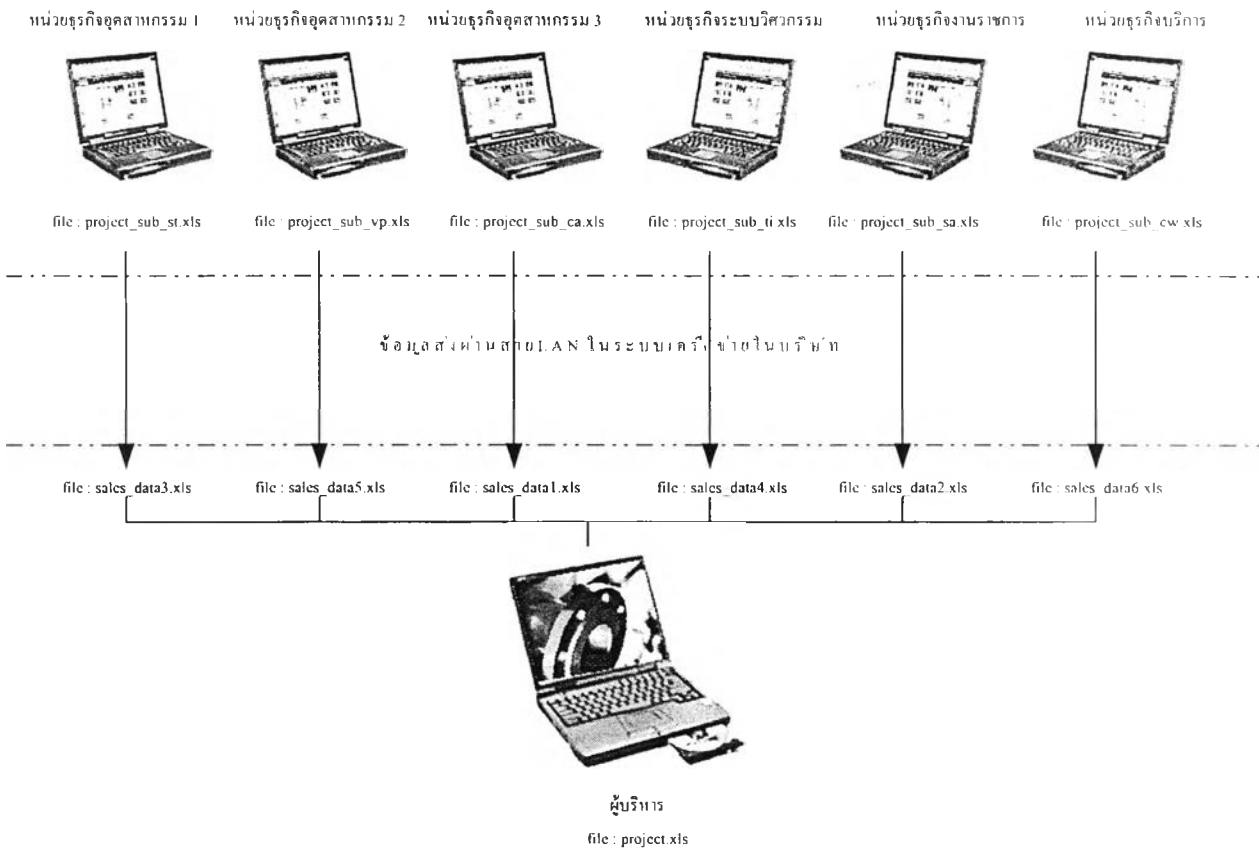 หน่วยธุรกิจอุตสาหกรรม 1 หน่วยธุรกิจอุตสาหกรรม 2 หน่วยธุรกิจอุตสาหกรรม 3 หน่วยธุรกิจระบบวิศวกรรม หน่วยธุรกิจงานราชการ หน่วยธุรกิจบริการ
file : project_sub_st.xls file : project_sub_vp.xls file : project_sub_ca.xls file : project_sub_ti.xls file : project_sub_sa.xls file : project_sub_cw.xls
ข้อมูลส่งผ่านสายLAN ในระบบเครือข่ายในบริษัท
file : sales_data3.xls file : sales_data5.xls file : sales_data1.xls file : sales_data4.xls file : sales_data2.xls file : sales_data6.xls
ผู้บริหาร
file : project.xls